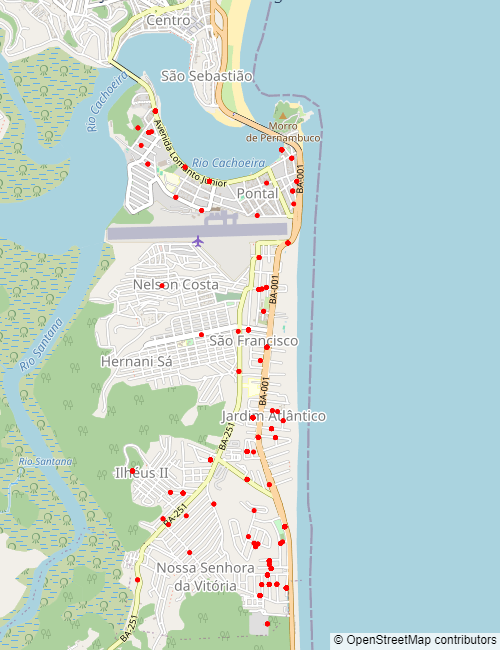 Centro
São Sebastião
Rio Cachoeira
Morro
de Pernambuco
Avenida Lomanto Júnior
Rio Cachoeira
BA-001
Pontal
Nelson Costa
BA-001
Rio Santana
São Francisco
Hernani Sá
BA-001
Jardim Atlântico
BA-251
Rio Santana
Ilhéus II
BA-251
Nossa Senhora
da Vitória
BA-251
© OpenStreetMap contributors